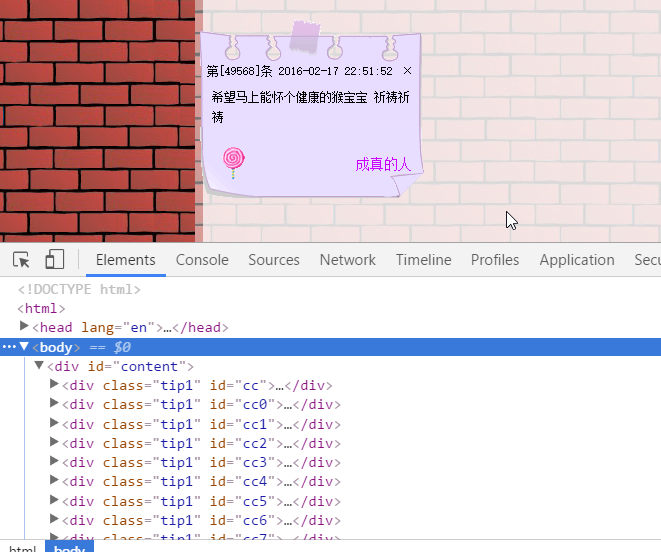 第[49568]条 2016-02-17 22:51:52 ×
希望马上能怀个健康的猴宝宝 祈祷祈
祷
成真的人
Elements Console Sources Network Timeline Profiles Application Secu
<!DOCTYPE html>
<html>
▶<head lang="en">…</head>
…▼<body> == $0
▼<div id="content">
▶<div class="tip1" id="cc">…</div>
▶<div class="tip1" id="cc0">…</div>
▶<div class="tip1" id="cc1">…</div>
▶<div class="tip1" id="cc2">…</div>
▶<div class="tip1" id="cc3">…</div>
▶<div class="tip1" id="cc4">…</div>
▶<div class="tip1" id="cc5">…</div>
▶<div class="tip1" id="cc6">…</div>
▶<div class="tip1" id="cc7">…</div>
html body